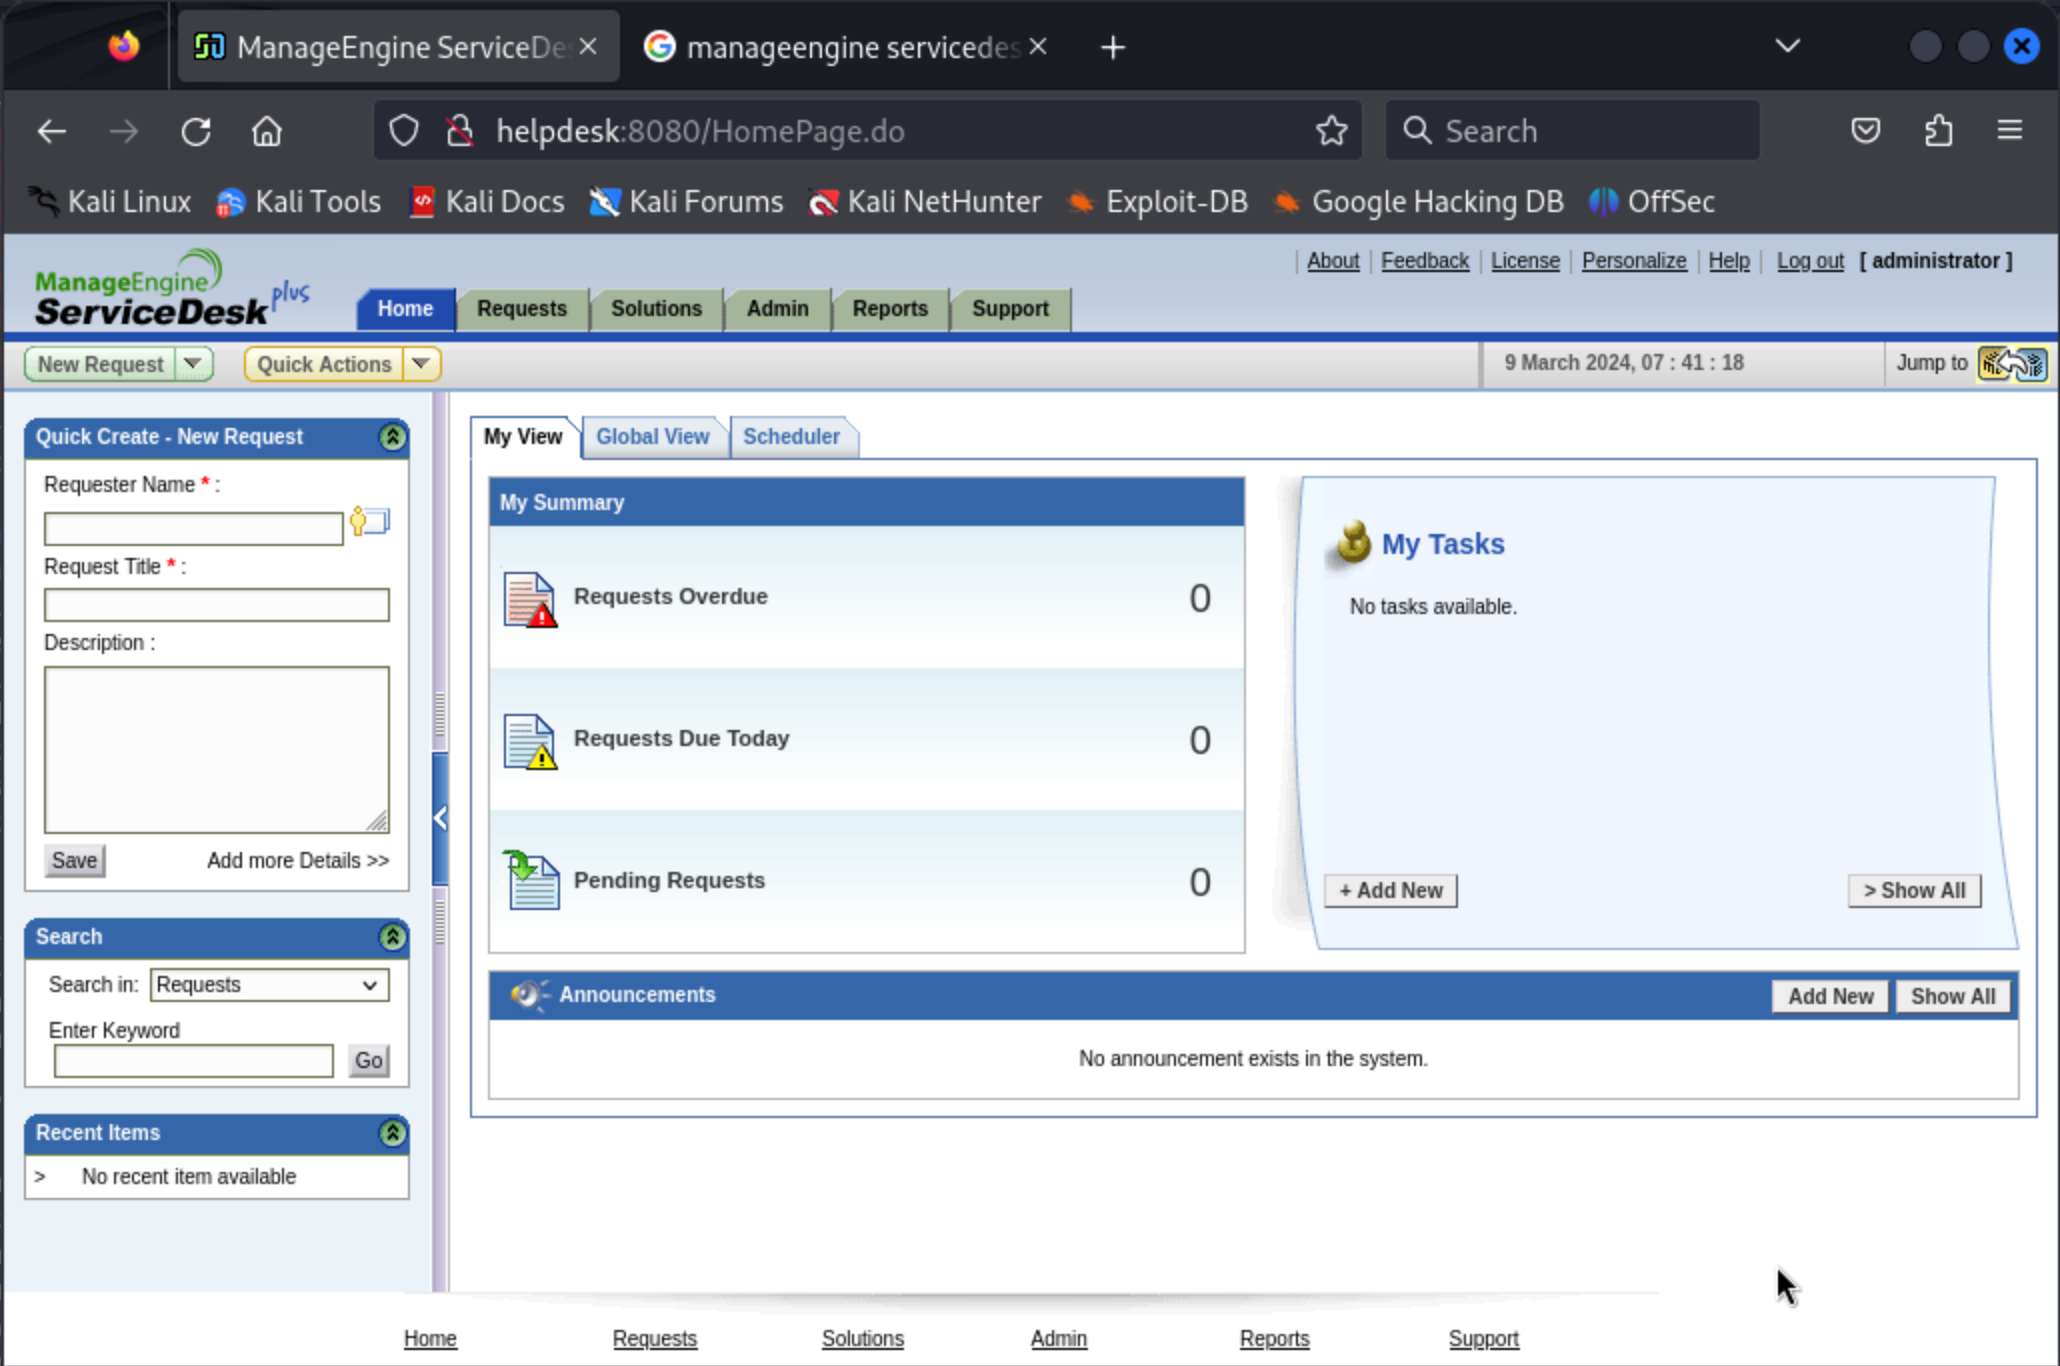 ManageEngine ServiceDes
manageengine servicedes
helpdesk:8080/HomePage.do
Search
Kali Linux
Kali Tools
Kali Docs
Kali Forums
Kali NetHunter
Exploit-DB
Google Hacking DB
OffSec
ManageEngine
ServiceDesk plus
About
Feedback
License
Personalize
Help
Log out
[ administrator ]
Home
Requests
Solutions
Admin
Reports
Support
New Request
Quick Actions
9 March 2024, 07 : 41 : 18
Jump to
Quick Create - New Request
Requester Name * :
Request Title * :
Description :
Save
Add more Details >>
Search
Search in: Requests
Enter Keyword
Go
Recent Items
> No recent item available
My View
Global View
Scheduler
My Summary
Requests Overdue 0
Requests Due Today 0
Pending Requests 0
My Tasks
No tasks available.
+ Add New
> Show All
Announcements
Add New
Show All
No announcement exists in the system.
Home
Requests
Solutions
Admin
Reports
Support